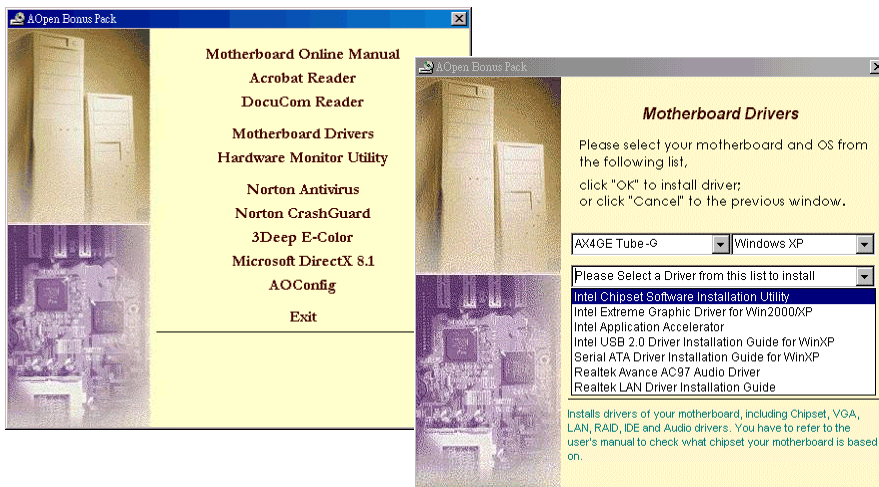 AOpen Bonus Pack
Motherboard Online Manual
Acrobat Reader
DocuCom Reader
Motherboard Drivers
Hardware Monitor Utility
Norton Antivirus
Norton CrashGuard
3Deep E-Color
Microsoft DirectX 8.1
AOConfig
Exit
AOpen Bonus Pack
Motherboard Drivers
Please select your motherboard and OS from
the following list,
click "OK" to install driver;
or click "Cancel" to the previous window.
AX4GE Tube-G Windows XP
Please Select a Driver from this list to install
Intel Chipset Software Installation Utility
Intel Extreme Graphic Driver for Win2000/XP
Intel Application Accelerator
Intel USB 2.0 Driver Installation Guide for WinXP
Serial ATA Driver Installation Guide for WinXP
Realtek Avance AC97 Audio Driver
Realtek LAN Driver Installation Guide
Installs drivers of your motherboard, including Chipset, VGA,
LAN, RAID, IDE and Audio drivers. You have to refer to the
user's manual to check what chipset your motherboard is based
on.